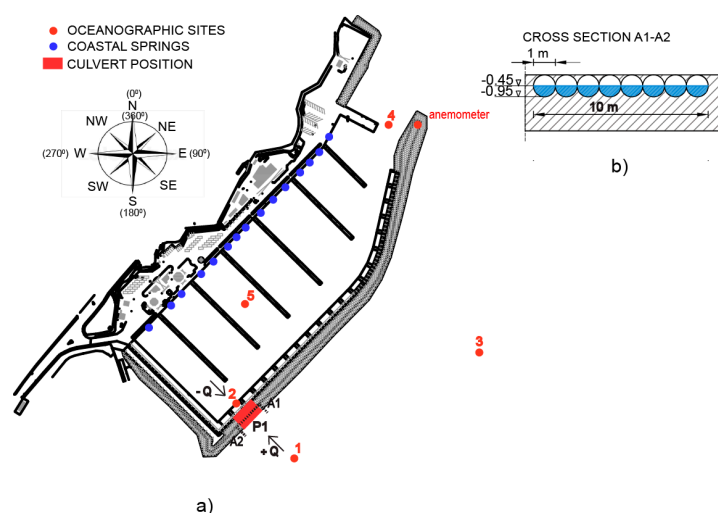 OCEANOGRAPHIC SITES
COASTAL SPRINGS
CULVERT POSITION
(0º)
N
(360º)
NW
NE
(270º) W
E (90º)
SW
SE
S
(180º)
4
anemometer
5
3
- Q
2
A1
P1
A2
+ Q
1
a)
CROSS SECTION A1-A2
1 m
-0.45
-0.95
10 m
b)